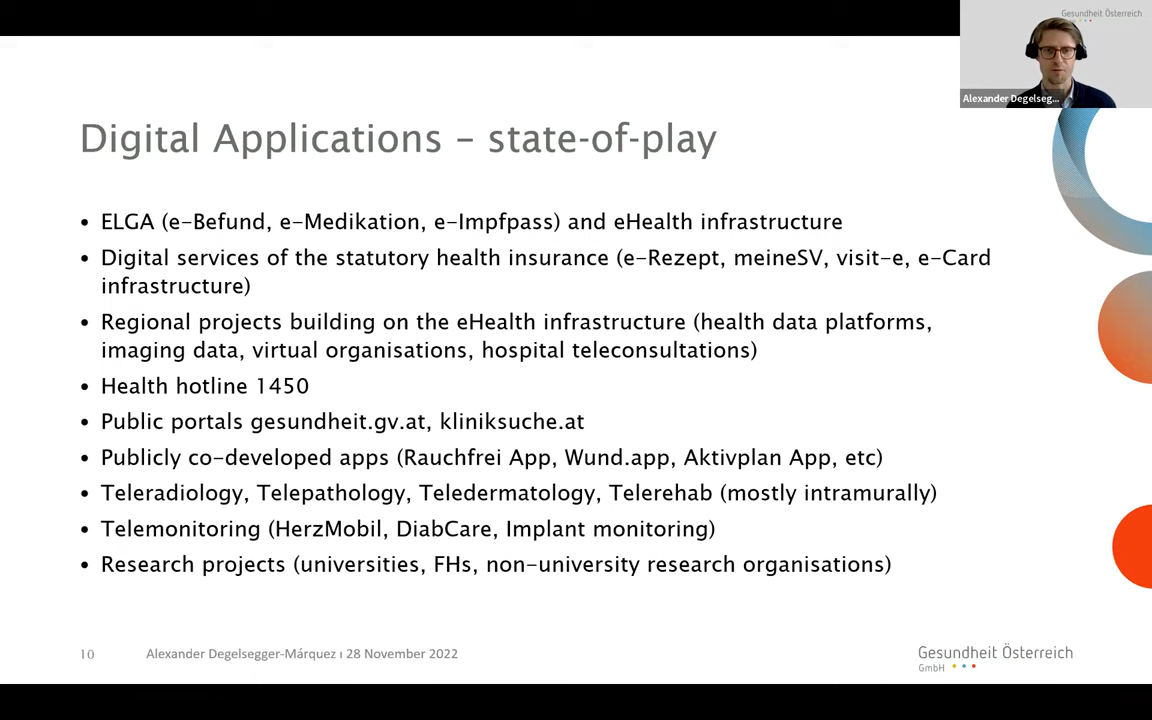 Gesundheit Österreich
Alexander Degelseg...
Digital Applications – state-of-play
• ELGA (e-Befund, e-Medikation, e-Impfpass) and eHealth infrastructure
• Digital services of the statutory health insurance (e-Rezept, meineSV, visit-e, e-Card
infrastructure)
• Regional projects building on the eHealth infrastructure (health data platforms,
imaging data, virtual organisations, hospital teleconsultations)
• Health hotline 1450
• Public portals gesundheit.gv.at, kliniksuche.at
• Publicly co-developed apps (Rauchfrei App, Wund.app, Aktivplan App, etc)
• Teleradiology, Telepathology, Teledermatology, Telerehab (mostly intramurally)
• Telemonitoring (HerzMobil, DiabCare, Implant monitoring)
• Research projects (universities, FHs, non-university research organisations)
10
Alexander Degelsegger-Márquez ı 28 November 2022
Gesundheit Österreich
GmbH